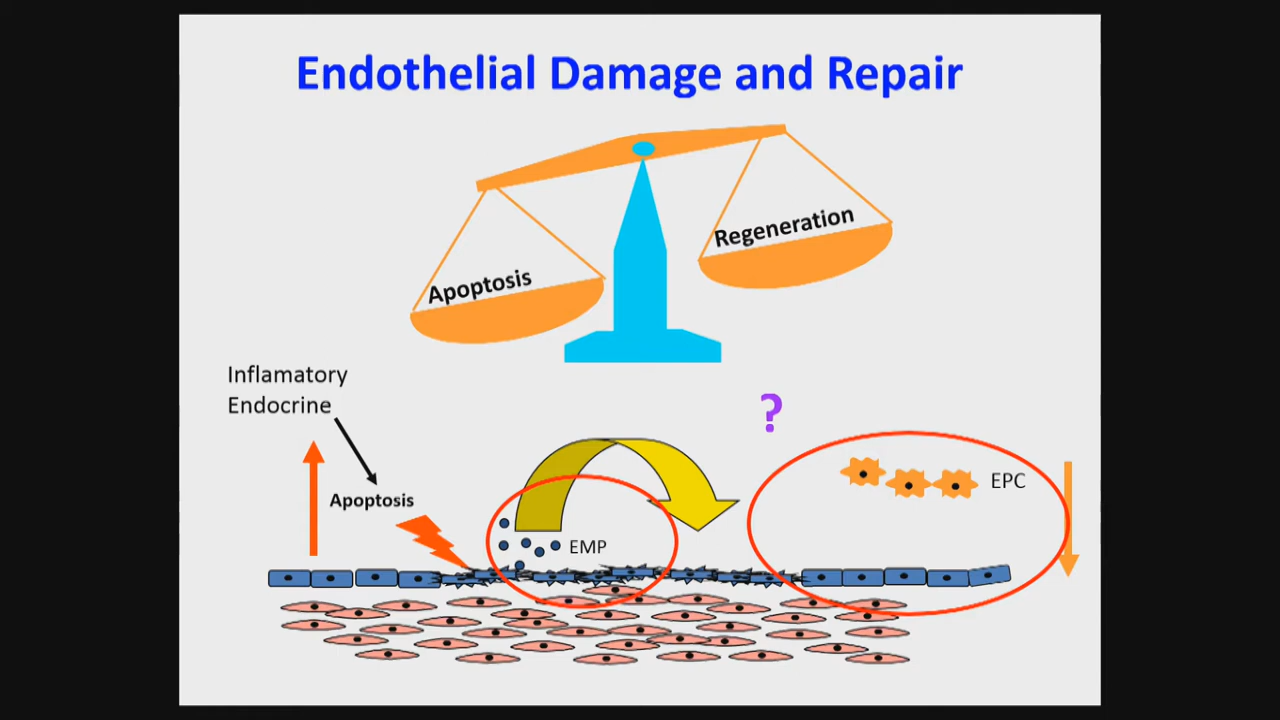 Endothelial Damage and Repair
Regeneration
Apoptosis
Inflamatory
Endocrine
?
Apoptosis
EPC
EMP